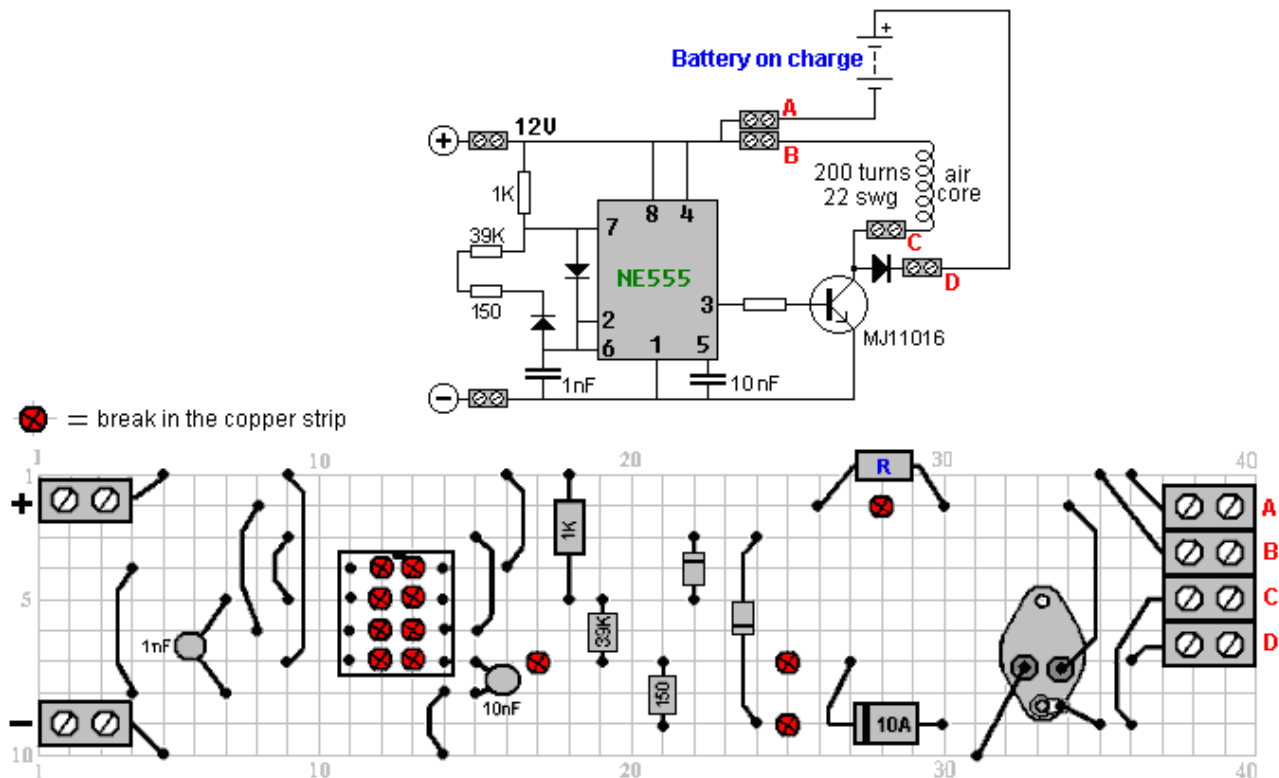 +
Battery on charge
A
+ 12V
B
200 turns air
22 swg core
1K
8 4
7
C
39K
NE555
D
150
3
2
MJ11016
6
1 5
1nF
10nF
-
= break in the copper strip
1 10 20 30 40
1
R
+
A
1K
B
5
5
C
39K
1nF
D
150
10nF
-
10A
10
10 20 30 40